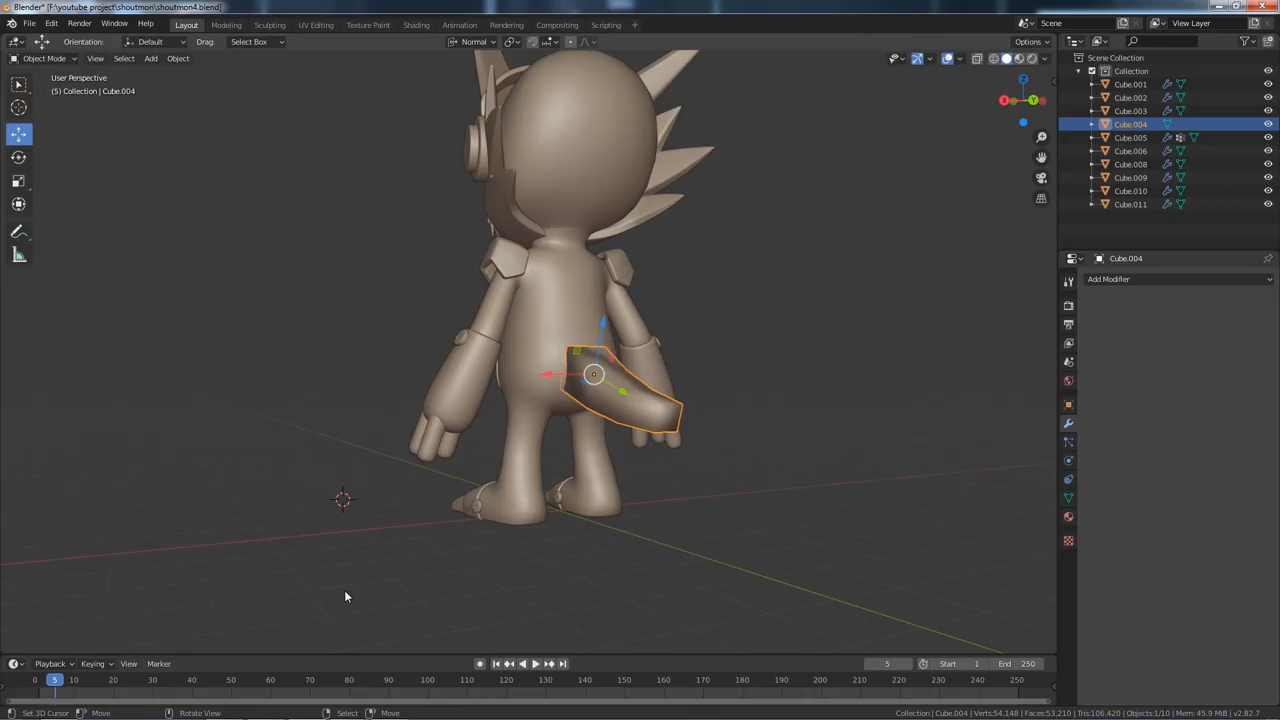 Blender* [F:\youtube project\shoutmon\shoutmon4.blend]
File Edit Render Window Help Layout Modeling Sculpting UV Editing Texture Paint Shading Animation Rendering Compositing Scripting Scene View Layer
Orientation: Default Drag: Select Box Normal Options
Object Mode View Select Add Object
User Perspective
(5) Collection | Cube.004
X Y Z
Scene Collection
Collection
Cube.001
Cube.002
Cube.003
Cube.004
Cube.005
Cube.006
Cube.008
Cube.009
Cube.010
Cube.011
Cube.004
Add Modifier
Playback Keying View Marker 5 Start 1 End 250
0 5 10 20 30 40 50 60 70 80 90 100 110 120 130 140 150 160 170 180 190 200 210 220 230 240 250
Set 3D Cursor Move Rotate View Select Move Collection | Cube.004 | Verts:54,148 | Faces:53,210 | Tris:106,420 | Objects:1/10 | Mem: 45.9 MiB | v2.82.7